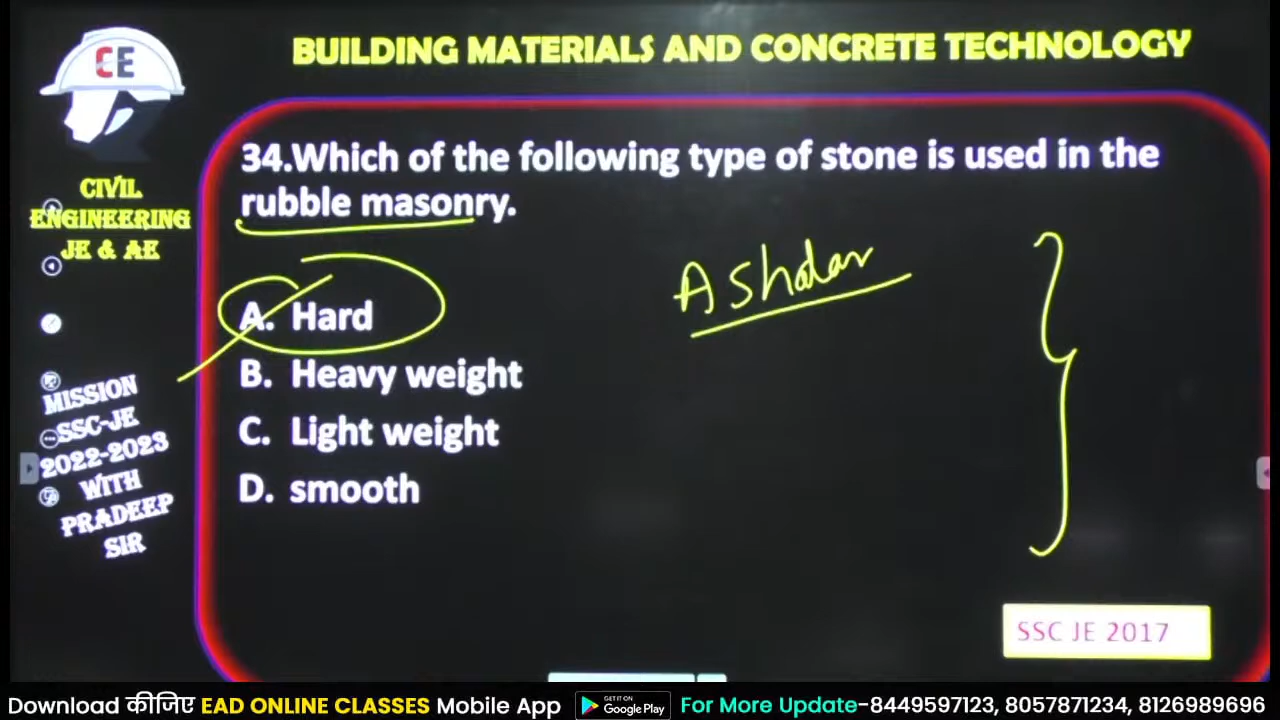 CE
BUILDING MATERIALS AND CONCRETE TECHNOLOGY
CIVIL
ENGINEERING
JE & AE
34.Which of the following type of stone is used in the
rubble masonry.
A. Hard
B. Heavy weight
C. Light weight
D. smooth
MISSION
SSC-JE
2022-2023
WITH
PRADEEP
SIR
SSC JE 2017
Download कीजिए EAD ONLINE CLASSES Mobile App GET IT ON Google Play For More Update-8449597123, 8057871234, 8126989696